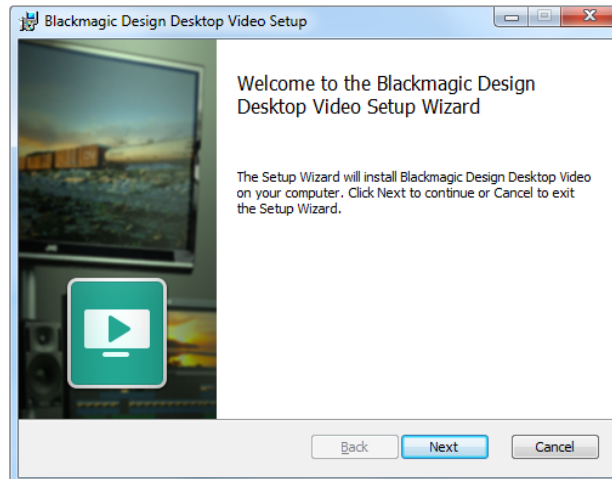 Blackmagic Design Desktop Video Setup
Welcome to the Blackmagic Design
Desktop Video Setup Wizard
The Setup Wizard will install Blackmagic Design Desktop Video
on your computer. Click Next to continue or Cancel to exit
the Setup Wizard.
JVC
Back Next Cancel